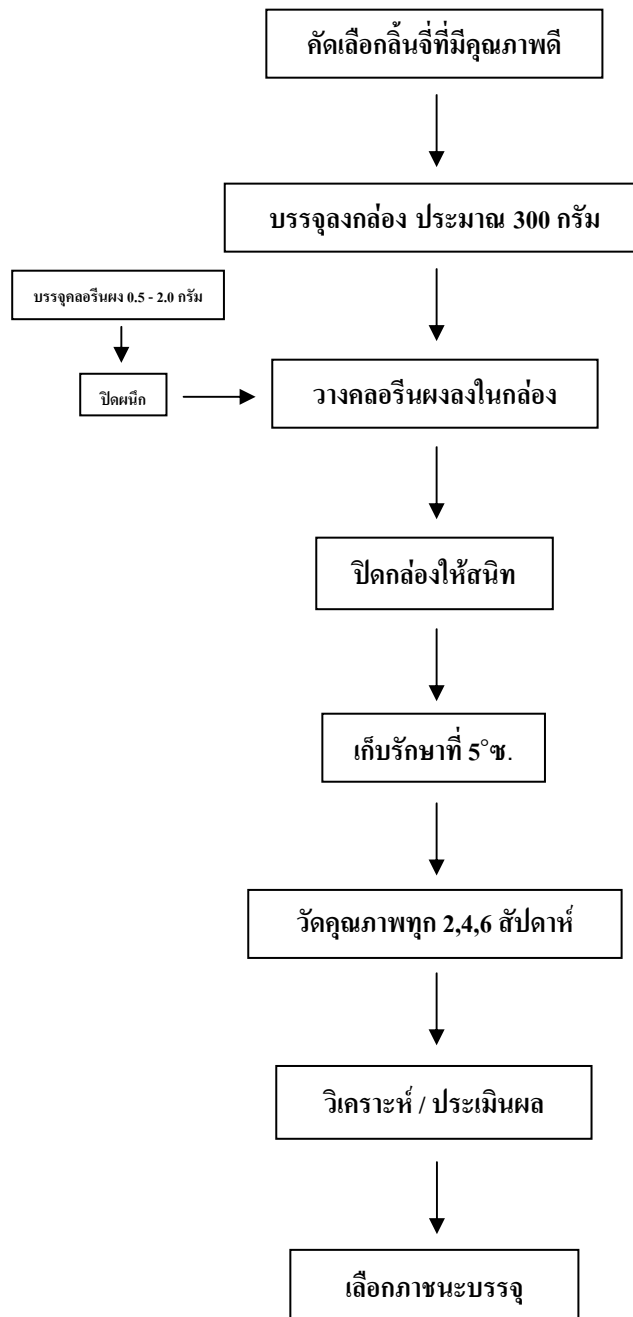 คัดเลือกลิ้นจี่ที่มีคุณภาพดี
บรรจุลงกล่อง ประมาณ 300 กรัม
บรรจุคลอรีนผง 0.5 - 2.0 กรัม
ปิดผนึก
วางคลอรีนผงลงในกล่อง
ปิดกล่องให้สนิท
เก็บรักษาที่ 5°ซ.
วัดคุณภาพทุก 2,4,6 สัปดาห์
วิเคราะห์ / ประเมินผล
เลือกภาชนะบรรจุ